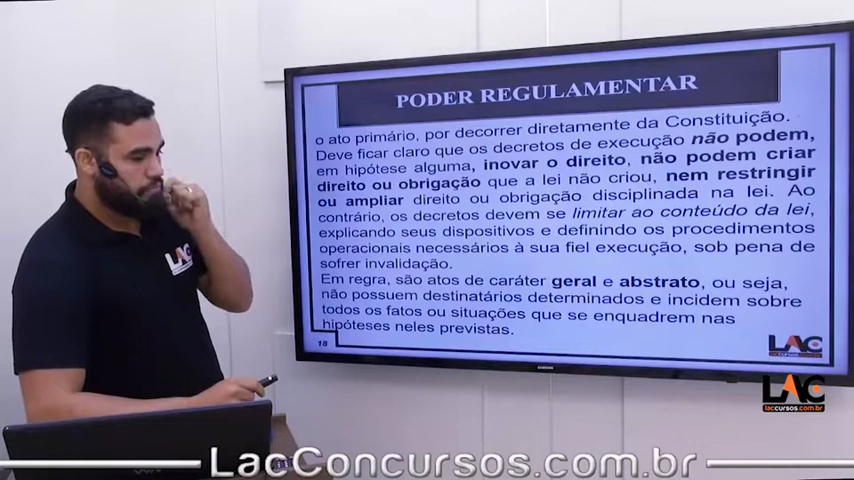 PODER REGULAMENTAR
o ato primário, por decorrer diretamente da Constituição.
Deve ficar claro que os decretos de execução não podem,
em hipótese alguma, inovar o direito, não podem criar
direito ou obrigação que a lei não criou, nem restringir
ou ampliar direito ou obrigação disciplinada na lei. Ao
contrário, os decretos devem se limitar ao conteúdo da lei,
explicando seus dispositivos e definindo os procedimentos
operacionais necessários à sua fiel execução, sob pena de
sofrer invalidação.
Em regra, são atos de caráter geral e abstrato, ou seja,
não possuem destinatários determinados e incidem sobre
todos os fatos ou situações que se enquadrem nas
hipóteses neles previstas.
18
LAC
LAC
SAMSUNG
LAC
laccursos.com.br
LacConcursos.com.br